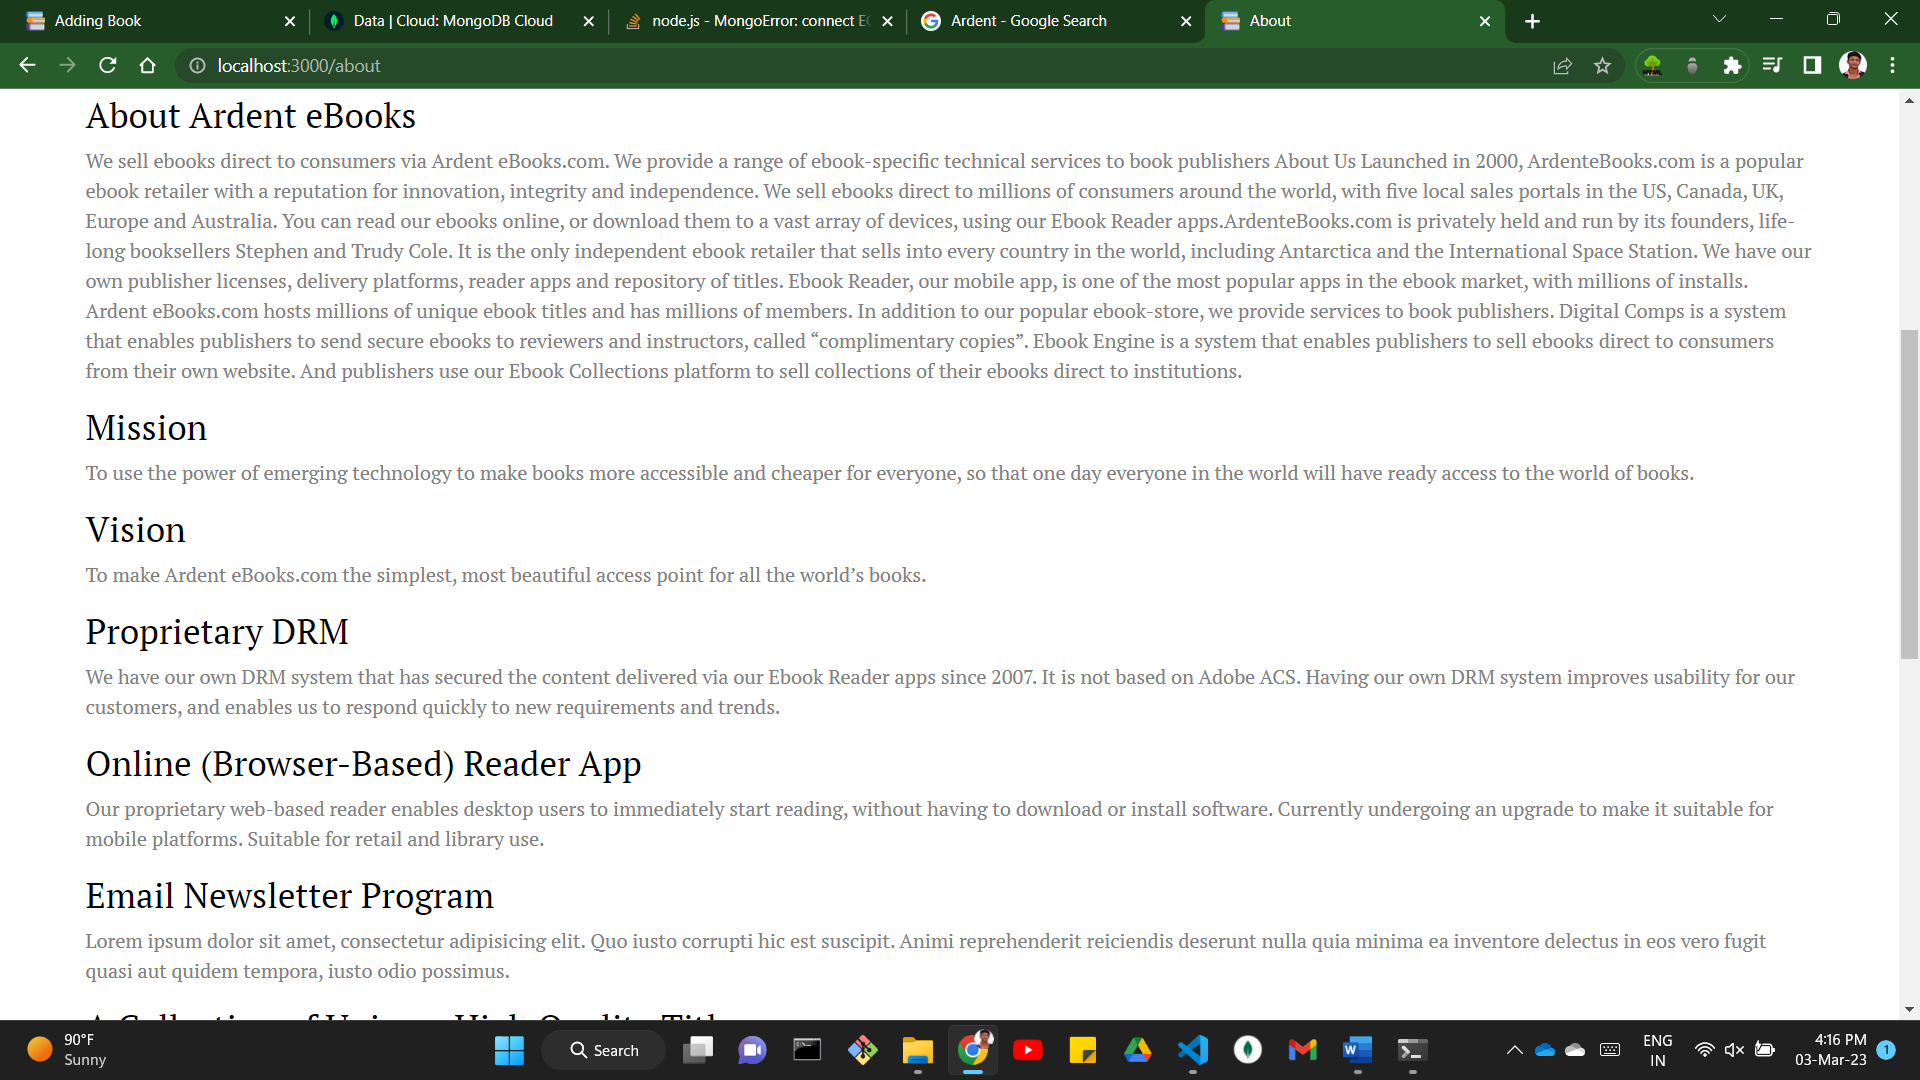 Adding Book
Data | Cloud: MongoDB Cloud
node.js - MongoError: connect EC
Ardent - Google Search
About
localhost:3000/about
About Ardent eBooks
We sell ebooks direct to consumers via Ardent eBooks.com. We provide a range of ebook-specific technical services to book publishers About Us Launched in 2000, ArdenteBooks.com is a popular
ebook retailer with a reputation for innovation, integrity and independence. We sell ebooks direct to millions of consumers around the world, with five local sales portals in the US, Canada, UK,
Europe and Australia. You can read our ebooks online, or download them to a vast array of devices, using our Ebook Reader apps.ArdenteBooks.com is privately held and run by its founders, life-
long booksellers Stephen and Trudy Cole. It is the only independent ebook retailer that sells into every country in the world, including Antarctica and the International Space Station. We have our
own publisher licenses, delivery platforms, reader apps and repository of titles. Ebook Reader, our mobile app, is one of the most popular apps in the ebook market, with millions of installs.
Ardent eBooks.com hosts millions of unique ebook titles and has millions of members. In addition to our popular ebook-store, we provide services to book publishers. Digital Comps is a system
that enables publishers to send secure ebooks to reviewers and instructors, called “complimentary copies”. Ebook Engine is a system that enables publishers to sell ebooks direct to consumers
from their own website. And publishers use our Ebook Collections platform to sell collections of their ebooks direct to institutions.
Mission
To use the power of emerging technology to make books more accessible and cheaper for everyone, so that one day everyone in the world will have ready access to the world of books.
Vision
To make Ardent eBooks.com the simplest, most beautiful access point for all the world’s books.
Proprietary DRM
We have our own DRM system that has secured the content delivered via our Ebook Reader apps since 2007. It is not based on Adobe ACS. Having our own DRM system improves usability for our
customers, and enables us to respond quickly to new requirements and trends.
Online (Browser-Based) Reader App
Our proprietary web-based reader enables desktop users to immediately start reading, without having to download or install software. Currently undergoing an upgrade to make it suitable for
mobile platforms. Suitable for retail and library use.
Email Newsletter Program
Lorem ipsum dolor sit amet, consectetur adipisicing elit. Quo iusto corrupti hic est suscipit. Animi reprehenderit reiciendis deserunt nulla quia minima ea inventore delectus in eos vero fugit
quasi aut quidem tempora, iusto odio possimus.
90°F
Sunny
Search
ENG
IN
4:16 PM
03-Mar-23
1